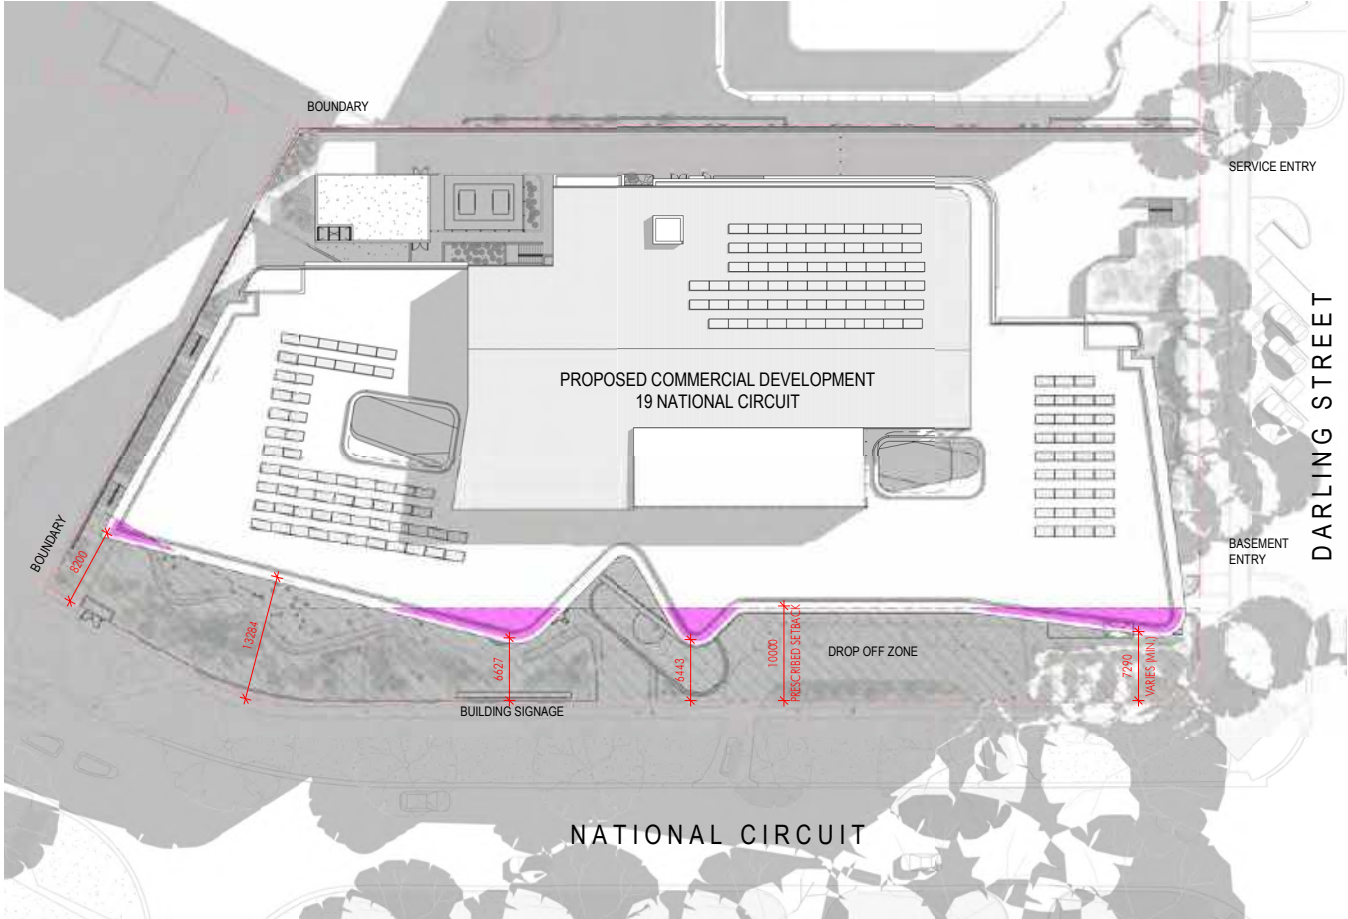 BOUNDARY
SERVICE ENTRY
PROPOSED COMMERCIAL DEVELOPMENT
19 NATIONAL CIRCUIT
DARLING STREET
BOUNDARY
8200
13284
6627
6443
10000
PRESCRIBED SETBACK
DROP OFF ZONE
7290
VARIES (MIN.)
BASEMENT
ENTRY
BUILDING SIGNAGE
NATIONAL CIRCUIT